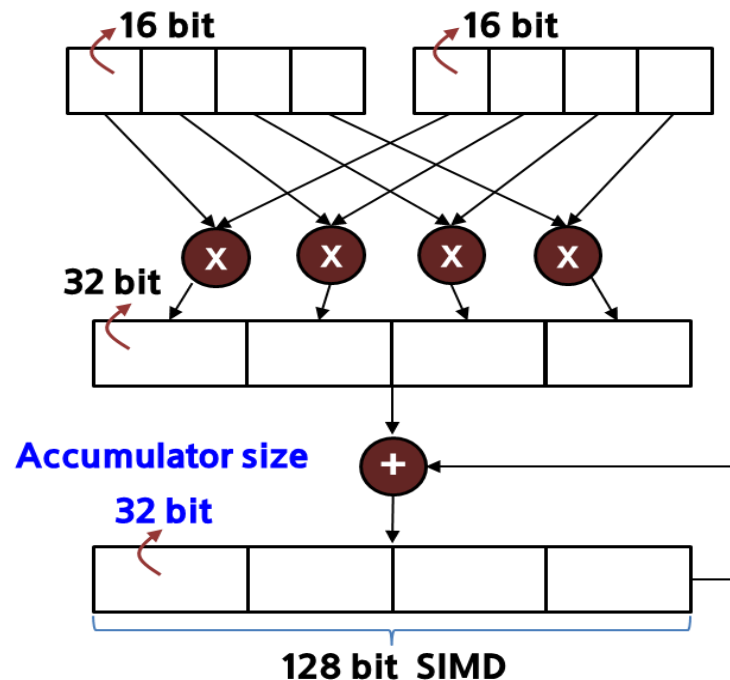 16 bit
16 bit
X X X X
32 bit
+
Accumulator size
32 bit
128 bit SIMD